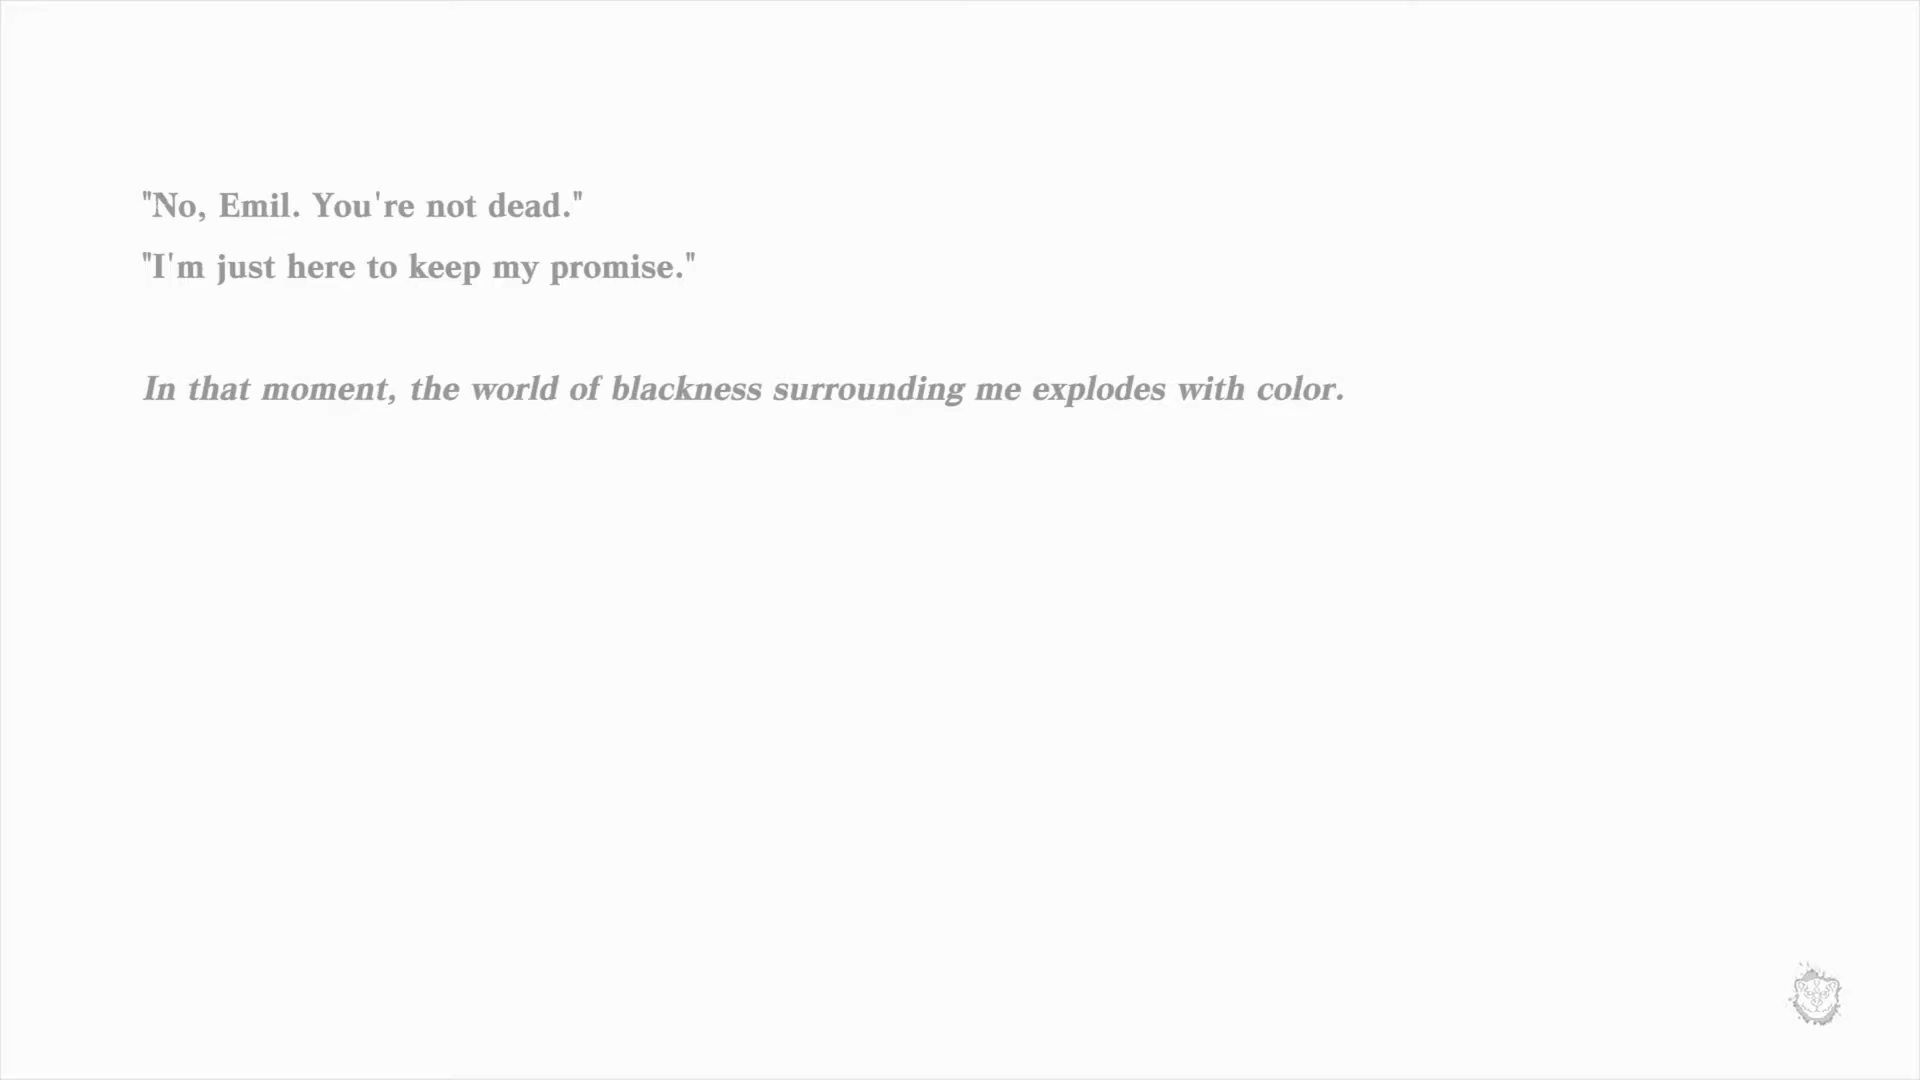 "No, Emil. You're not dead."
"I'm just here to keep my promise."
In that moment, the world of blackness surrounding me explodes with color.